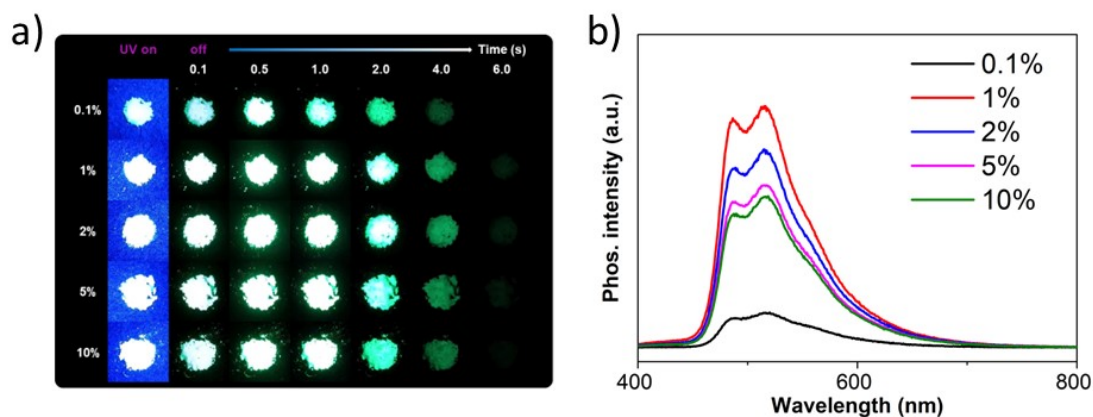 a)
UV on off Time (s)
0.1 0.5 1.0 2.0 4.0 6.0
0.1%
1%
2%
5%
10%
b)
Phos. intensity (a.u.)
0.1%
1%
2%
5%
10%
400 600 800
Wavelength (nm)